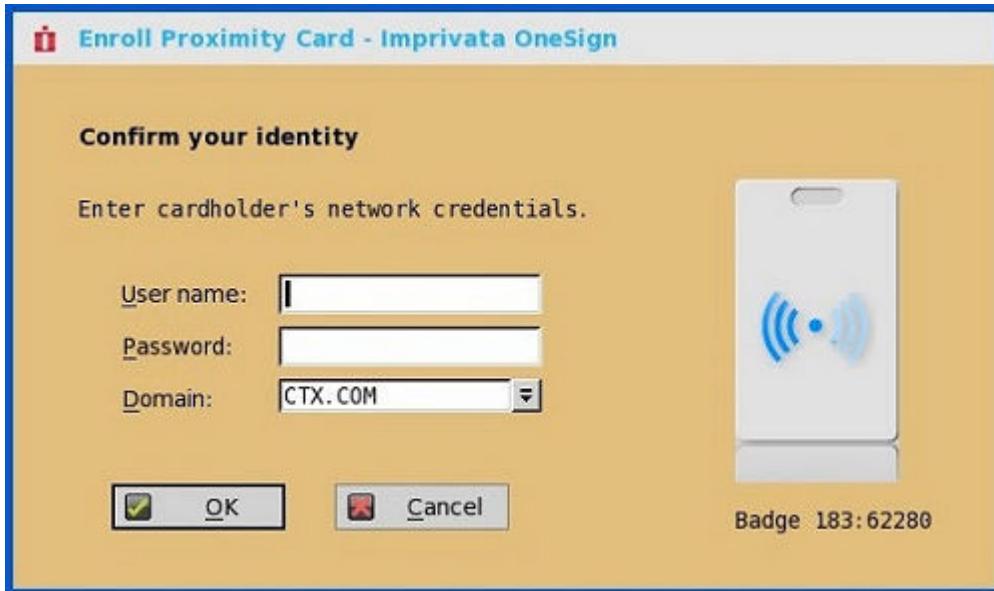 Enroll Proximity Card - Imprivata OneSign
Confirm your identity
Enter cardholder's network credentials.
User name:
Password:
Domain: CTX.COM
OK Cancel
Badge 183:62280